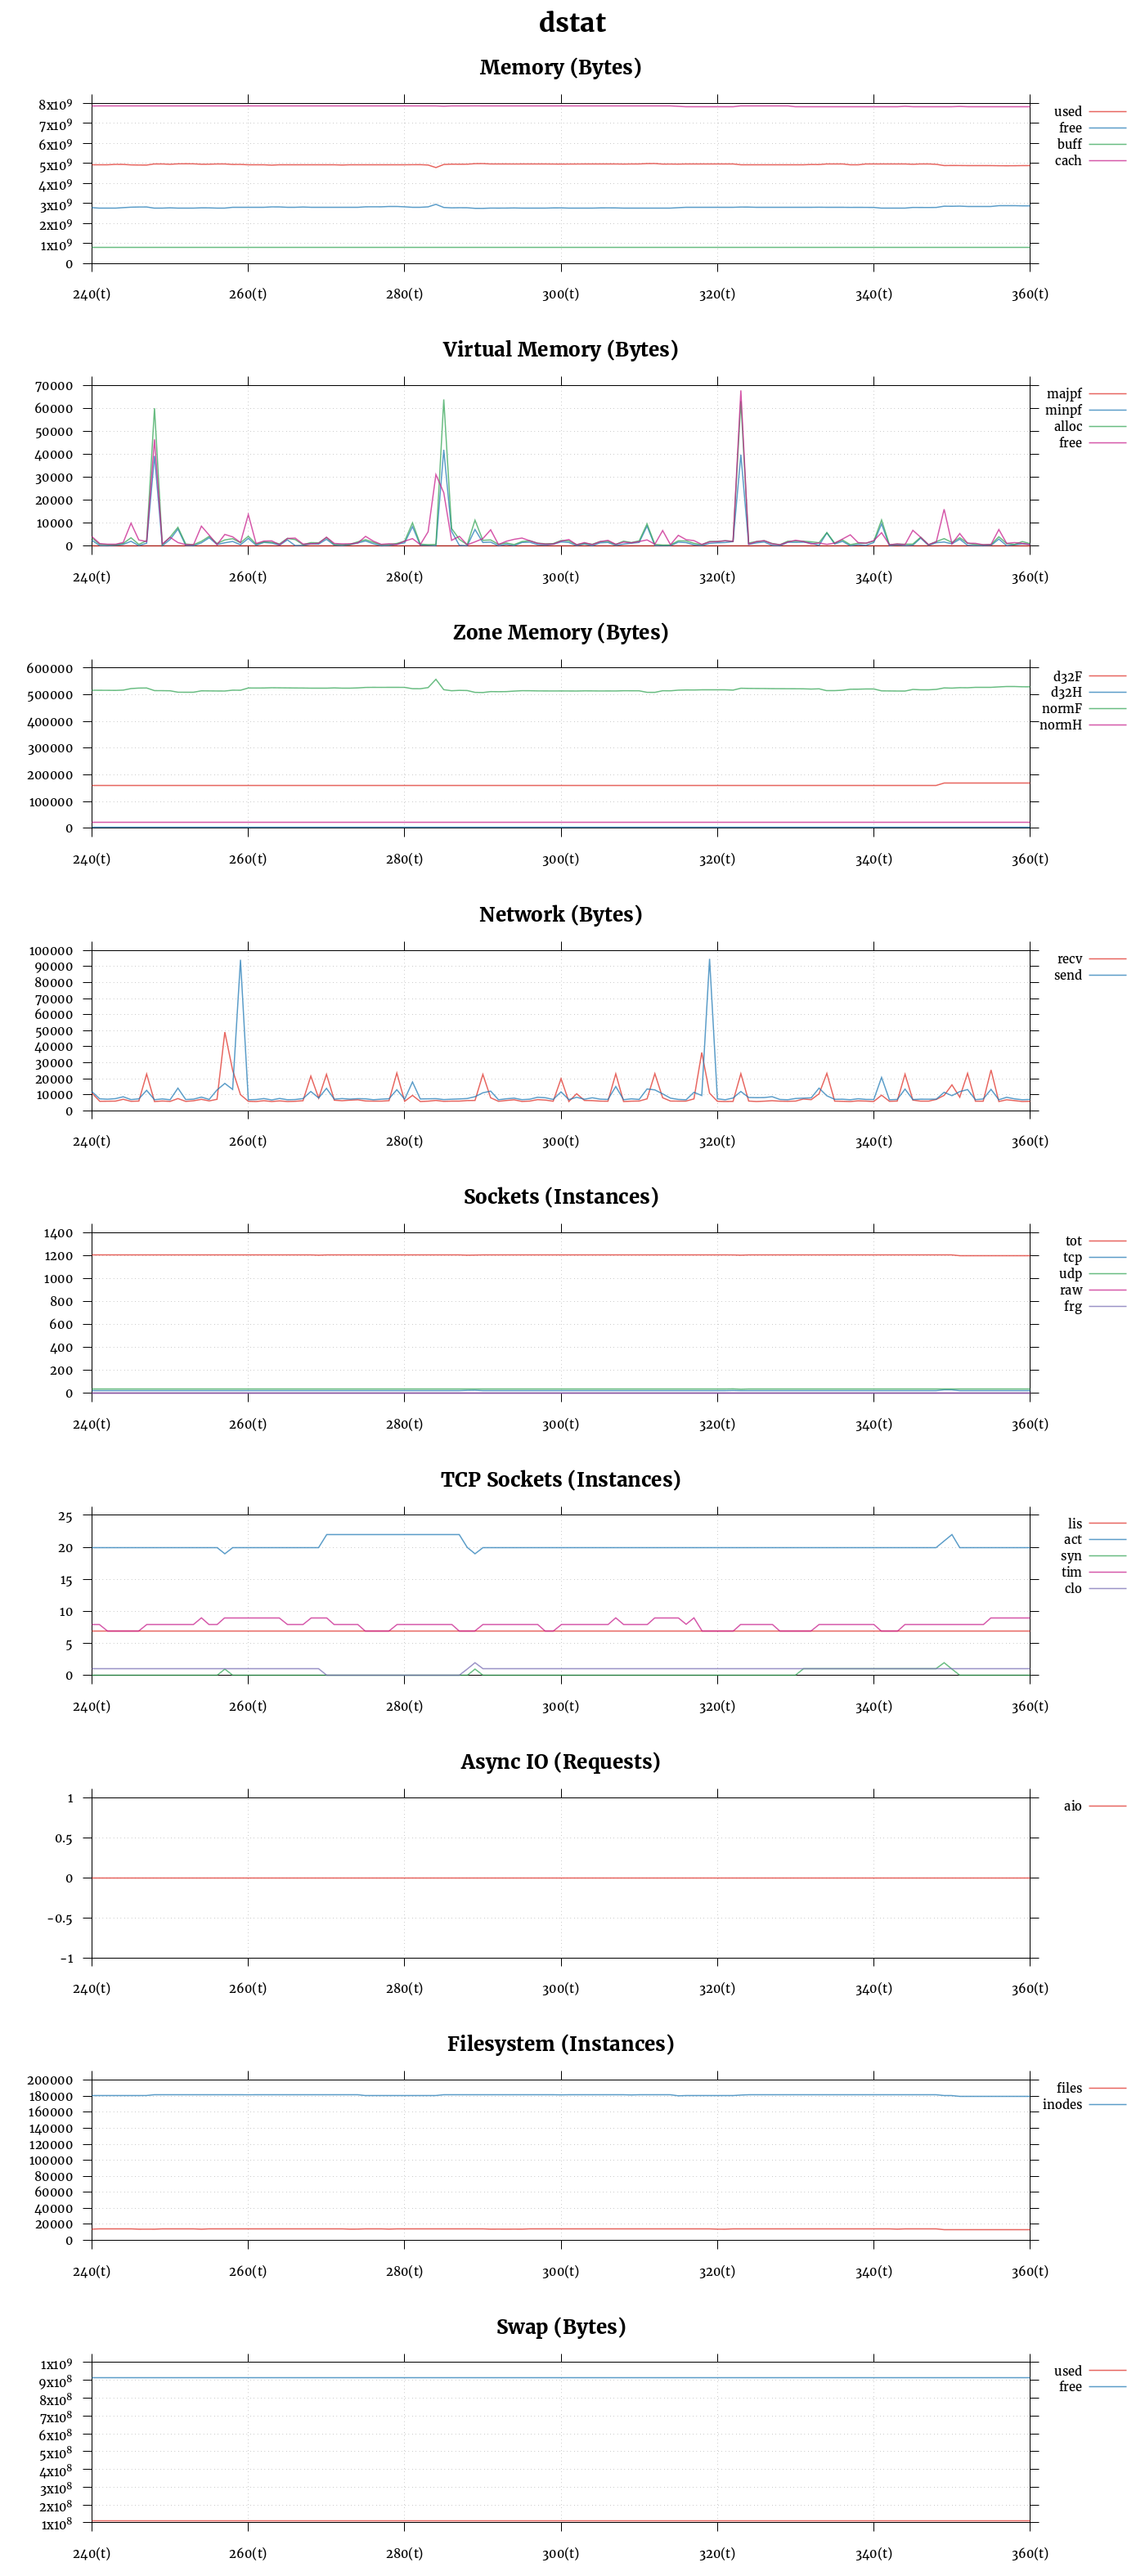 dstat
Memory (Bytes)
8x10⁹
7x10⁹
6x10⁹
5x10⁹
4x10⁹
3x10⁹
2x10⁹
1x10⁹
0
240(t) 260(t) 280(t) 300(t) 320(t) 340(t) 360(t)
used
free
buff
cach
Virtual Memory (Bytes)
70000
60000
50000
40000
30000
20000
10000
0
240(t) 260(t) 280(t) 300(t) 320(t) 340(t) 360(t)
majpf
minpf
alloc
free
Zone Memory (Bytes)
600000
500000
400000
300000
200000
100000
0
240(t) 260(t) 280(t) 300(t) 320(t) 340(t) 360(t)
d32F
d32H
normF
normH
Network (Bytes)
100000
90000
80000
70000
60000
50000
40000
30000
20000
10000
0
240(t) 260(t) 280(t) 300(t) 320(t) 340(t) 360(t)
recv
send
Sockets (Instances)
1400
1200
1000
800
600
400
200
0
240(t) 260(t) 280(t) 300(t) 320(t) 340(t) 360(t)
tot
tcp
udp
raw
frg
TCP Sockets (Instances)
25
20
15
10
5
0
240(t) 260(t) 280(t) 300(t) 320(t) 340(t) 360(t)
lis
act
syn
tim
clo
Async IO (Requests)
1
0.5
0
-0.5
-1
240(t) 260(t) 280(t) 300(t) 320(t) 340(t) 360(t)
aio
Filesystem (Instances)
200000
180000
160000
140000
120000
100000
80000
60000
40000
20000
0
240(t) 260(t) 280(t) 300(t) 320(t) 340(t) 360(t)
files
inodes
Swap (Bytes)
1x10⁹
9x10⁸
8x10⁸
7x10⁸
6x10⁸
5x10⁸
4x10⁸
3x10⁸
2x10⁸
1x10⁸
240(t) 260(t) 280(t) 300(t) 320(t) 340(t) 360(t)
used
free